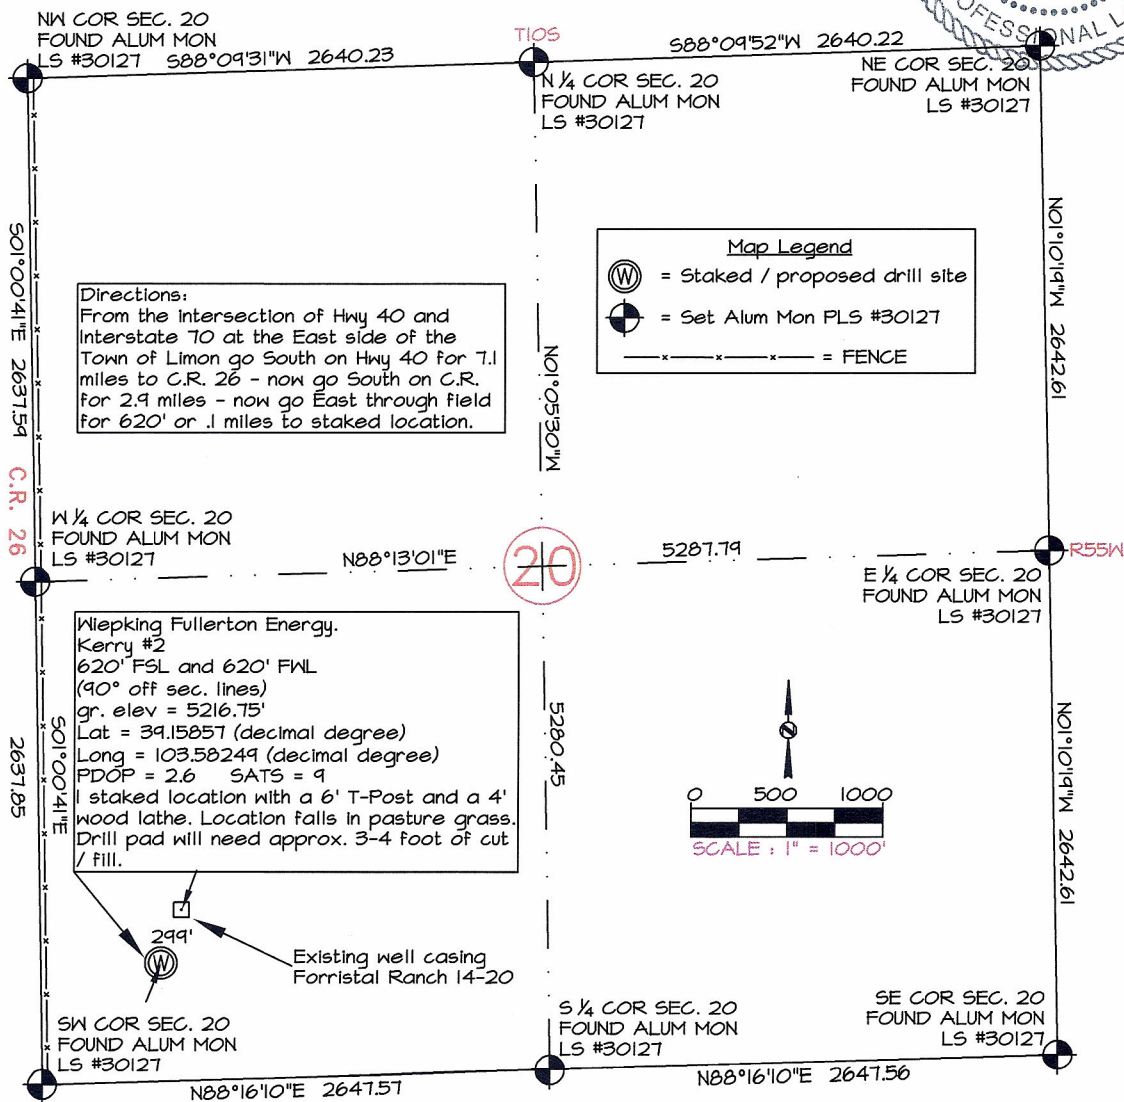 NW COR SEC. 20
FOUND ALUM MON
LS #30127
S88°09'31"W 2640.23
T10S
S88°09'52"W 2640.22
N ¼ COR SEC. 20
FOUND ALUM MON
LS #30127
NE COR SEC. 20
FOUND ALUM MON
LS #30127
S01°00'41"E 2637.59
C.R. 26
Directions:
From the intersection of Hwy 40 and
Interstate 70 at the East side of the
Town of Limon go South on Hwy 40 for 7.1
miles to C.R. 26 - now go South on C.R.
for 2.9 miles - now go East through field
for 620' or .1 miles to staked location.
N01°05'30"W
Map Legend
W = Staked / proposed drill site
= Set Alum Mon PLS #30127
= FENCE
N01°10'19"W 2642.61
W ¼ COR SEC. 20
FOUND ALUM MON
LS #30127
N88°13'01"E
20
5287.79
R55W
E ¼ COR SEC. 20
FOUND ALUM MON
LS #30127
Wiepking Fullerton Energy.
Kerry #2
620' FSL and 620' FWL
(90° off sec. lines)
gr. elev = 5216.75'
Lat = 39.15857 (decimal degree)
Long = 103.58249 (decimal degree)
PDOP = 2.6 SATS = 9
I staked location with a 6' T-Post and a 4'
wood lathe. Location falls in pasture grass.
Drill pad will need approx. 3-4 foot of cut
/ fill.
S01°00'41"E
2637.85
5280.45
N
0 500 1000
SCALE : 1" = 1000'
N01°10'19"W 2642.61
299'
W
Existing well casing
Forristal Ranch 14-20
SW COR SEC. 20
FOUND ALUM MON
LS #30127
S ¼ COR SEC. 20
FOUND ALUM MON
LS #30127
SE COR SEC. 20
FOUND ALUM MON
LS #30127
N88°16'10"E 2647.57
N88°16'10"E 2647.56